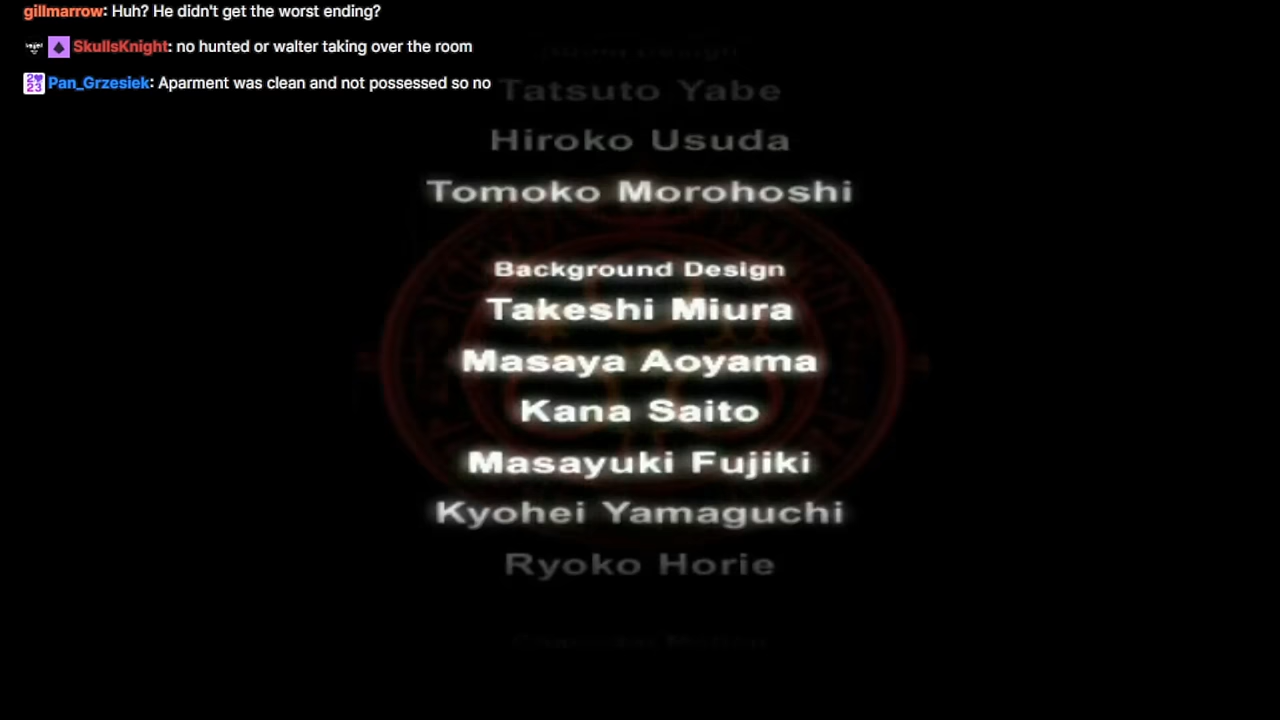 gillmarrow: Huh? He didn't get the worst ending?
SkullsKnight: no hunted or walter taking over the room
Pan_Grzesiek: Aparment was clean and not possessed so no
Tatsuto Yabe
Hiroko Usuda
Tomoko Morohoshi
Background Design
Takeshi Miura
Masaya Aoyama
Kana Saito
Masayuki Fujiki
Kyohei Yamaguchi
Ryoko Horie